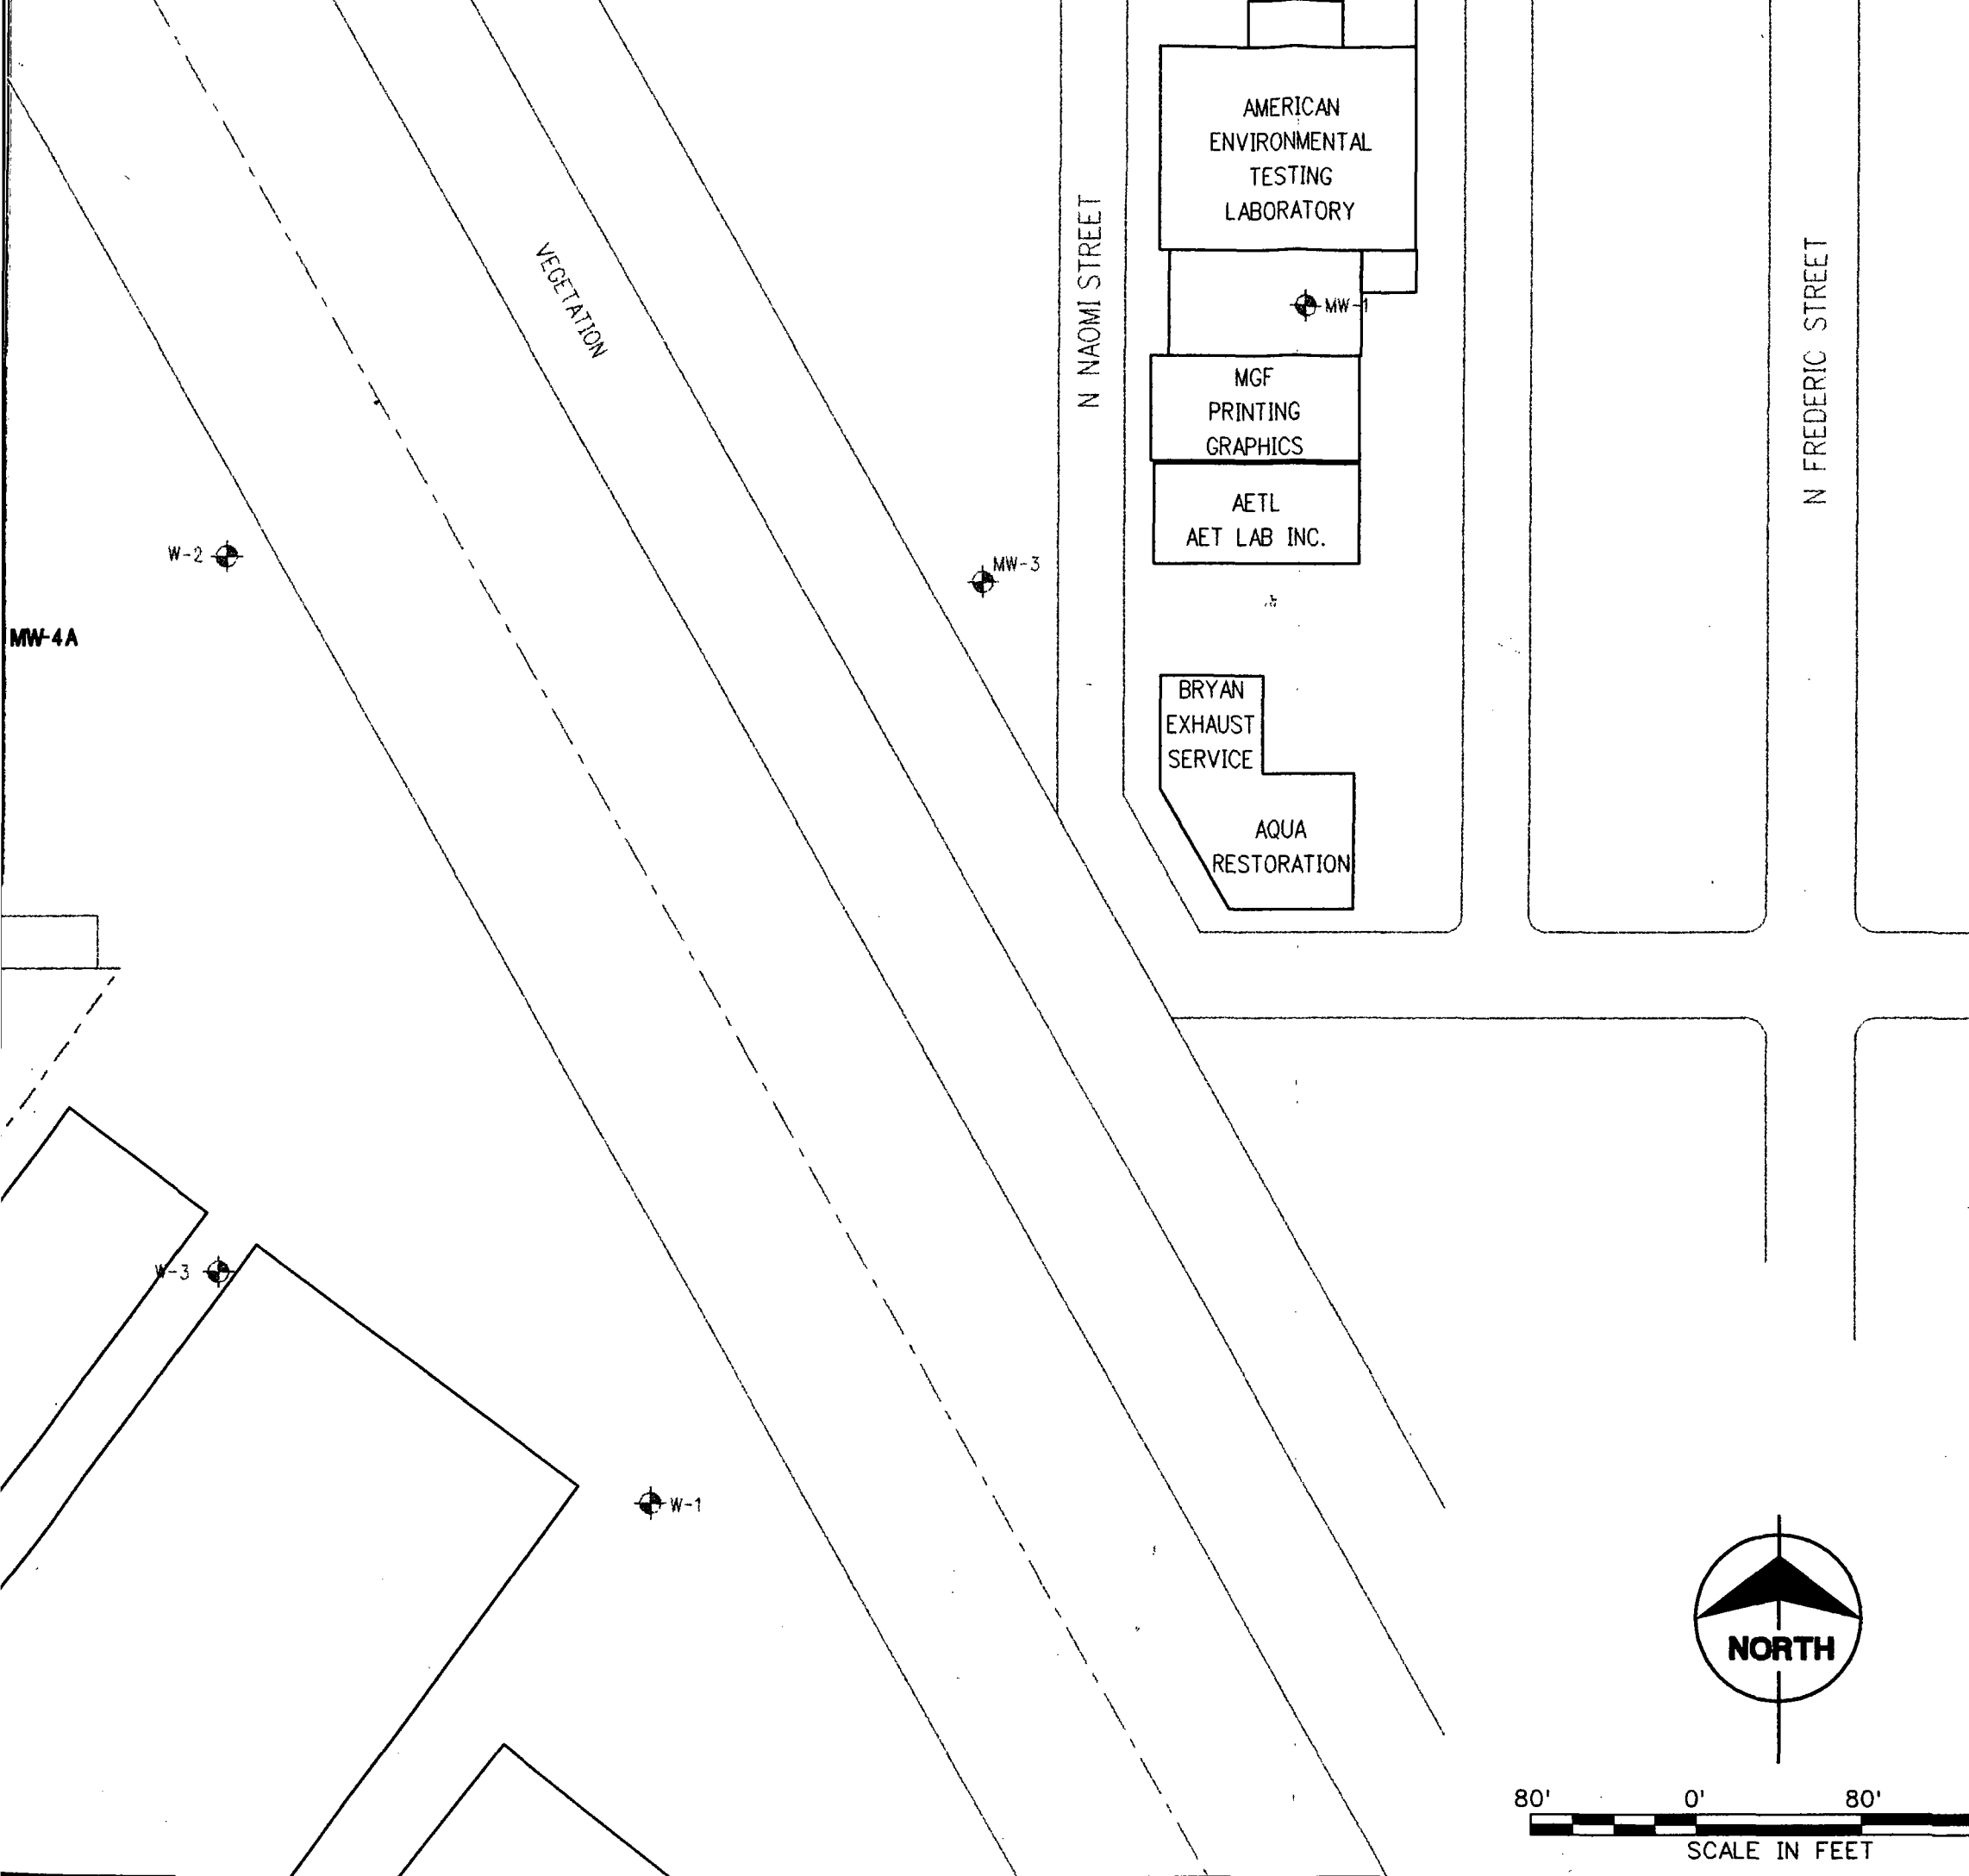 AMERICAN
ENVIRONMENTAL
TESTING
LABORATORY
N NAOMI STREET
VEGETATION
N FREDERIC STREET
MW-1
MGF
PRINTING
GRAPHICS
AETL
AET LAB INC.
W-2
MW-3
MW-4A
BRYAN
EXHAUST
SERVICE
AQUA
RESTORATION
W-3
W-1
NORTH
80' 0' 80'
SCALE IN FEET